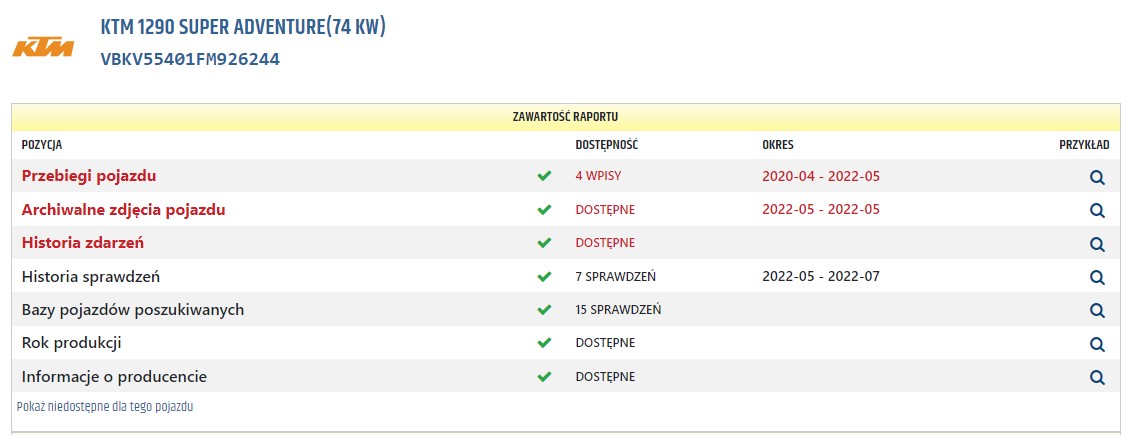 KTM
KTM 1290 SUPER ADVENTURE(74 KW)
VBKV55401FM926244
ZAWARTOŚĆ RAPORTU
POZYCJA DOSTĘPNOŚĆ OKRES PRZYKŁAD
Przebiegi pojazdu 4 WPISY 2020-04 - 2022-05
Archiwalne zdjęcia pojazdu DOSTĘPNE 2022-05 - 2022-05
Historia zdarzeń DOSTĘPNE
Historia sprawdzeń 7 SPRAWDZEŃ 2022-05 - 2022-07
Bazy pojazdów poszukiwanych 15 SPRAWDZEŃ
Rok produkcji DOSTĘPNE
Informacje o producencie DOSTĘPNE
Pokaż niedostępne dla tego pojazdu